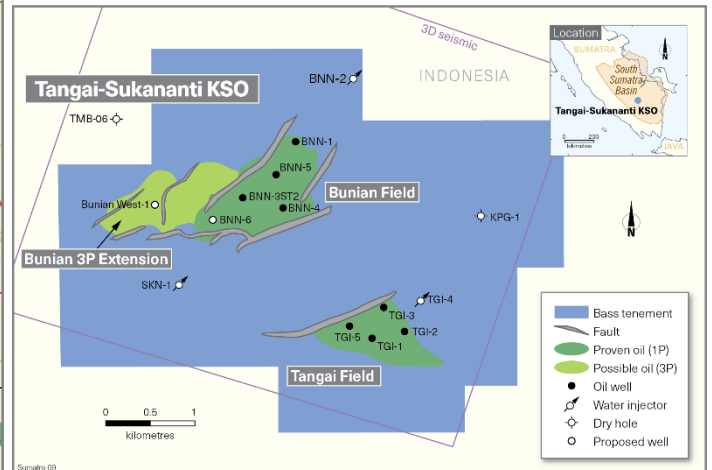 3D seismic
INDONESIA
Tangai-Sukananti KSO
BNN-2
TMB-06
BNN-1
BNN-5
BNN-3ST2
BNN-4
BNN-6
Bunian West-1
Bunian Field
Bunian 3P Extension
KPG-1
SKN-1
TGI-4
TGI-3
TGI-2
TGI-5
TGI-1
Tangai Field
N
0 0.5 1
kilometres
Sumatra 09
Location
SUMATRA
N
South
Sumatra
Basin
Tangai-Sukananti KSO
0 200
kilometres
JAVA
Bass tenement
Fault
Proven oil (1P)
Possible oil (3P)
Oil well
Water injector
Dry hole
Proposed well